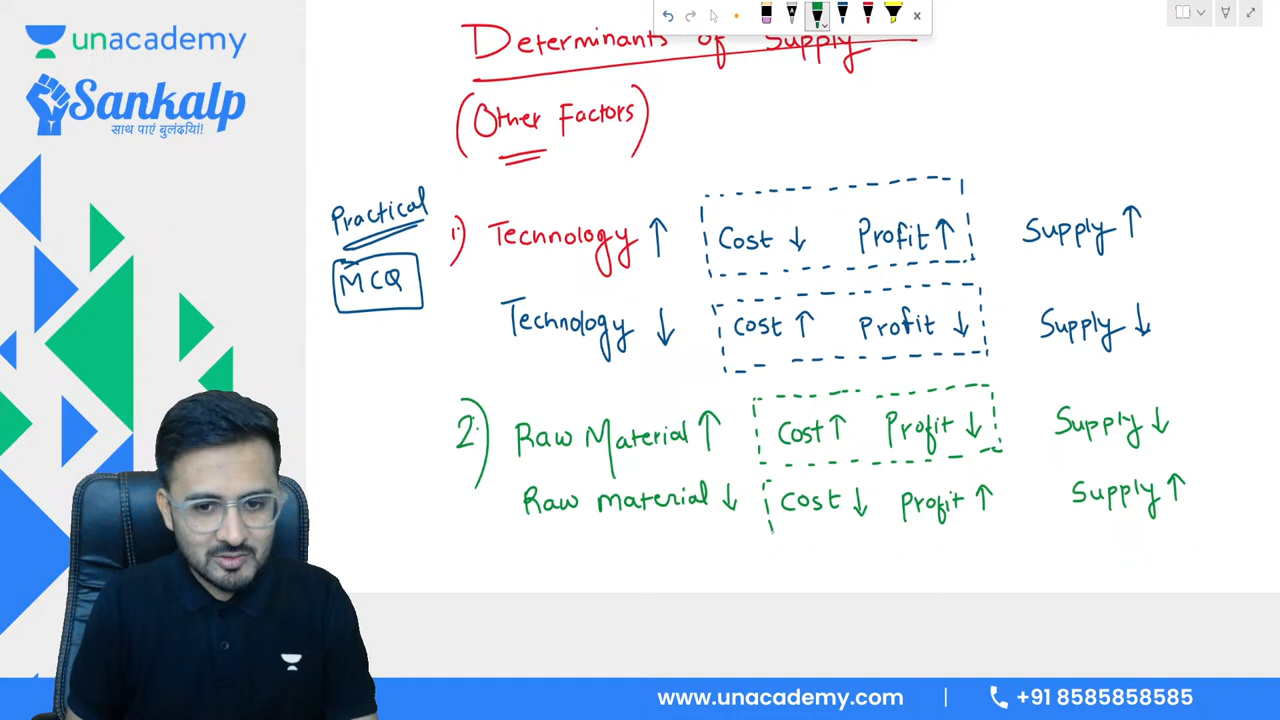 unacademy
Sankalp
साथ पाएं बुलंदियां!
Determinants of Supply
(Other Factors)
Practical
MCQ
1.) Technology ↑ Cost ↓ Profit ↑ Supply ↑
Technology ↓ Cost ↑ Profit ↓ Supply ↓
2.) Raw Material ↑ Cost ↑ Profit ↓ Supply ↓
Raw material ↓ Cost ↓ Profit ↑ Supply ↑
www.unacademy.com | +91 8585858585